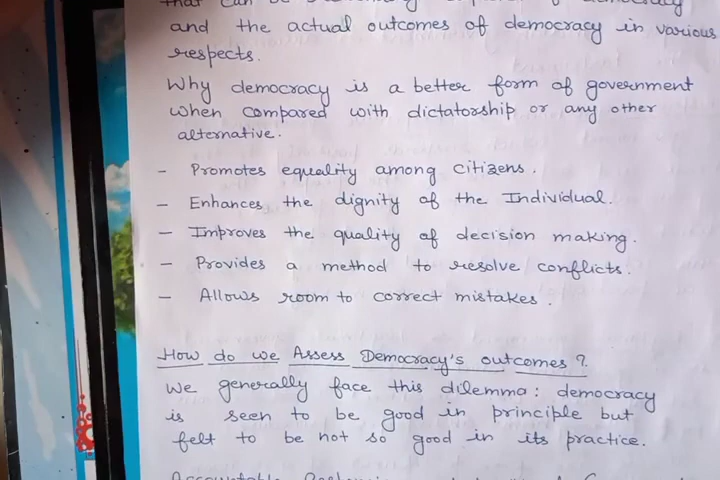 that can be
and the actual outcomes of democracy in various
respects.
Why democracy is a better form of government
when compared with dictatorship or any other
alternative.
- Promotes equality among citizens.
- Enhances the dignity of the Individual.
- Improves the quality of decision making.
- Provides a method to resolve conflicts.
- Allows room to correct mistakes.
How do we Assess Democracy's outcomes?
We generally face this dilemma: democracy
is seen to be good in principle but
felt to be not so good in its practice.